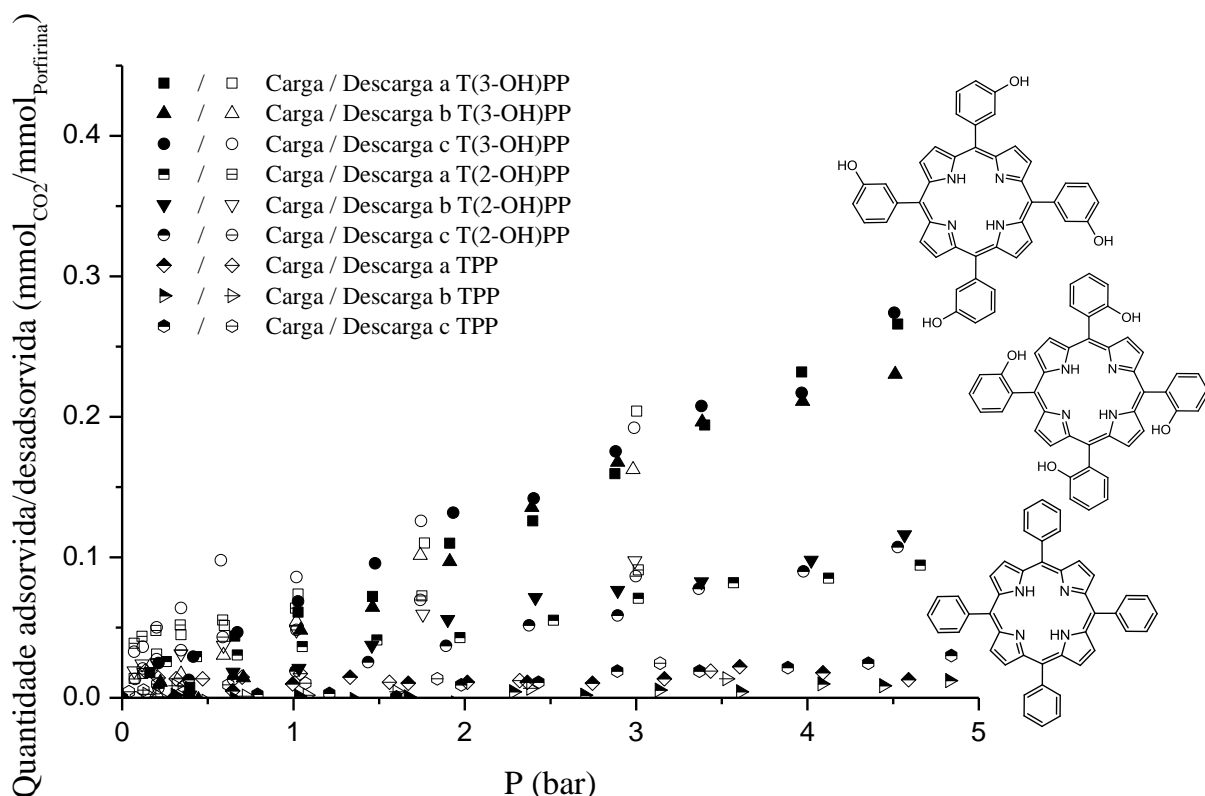 Quantidade adsorvida/desadsorvida (mmolCO2/mmolPorfirina)
0.4
0.3
0.2
0.1
0.0
■ / □ Carga / Descarga a T(3-OH)PP
▲ / △ Carga / Descarga b T(3-OH)PP
● / ○ Carga / Descarga c T(3-OH)PP
/ Carga / Descarga a T(2-OH)PP
▼ / ▽ Carga / Descarga b T(2-OH)PP
/ Carga / Descarga c T(2-OH)PP
/ Carga / Descarga a TPP
/ Carga / Descarga b TPP
/ Carga / Descarga c TPP
0 1 2 3 4 5
P (bar)
OH
HO
NH N
N HN
OH
HO
OH
OH
NH N
N HN
HO
HO
NH N
N HN